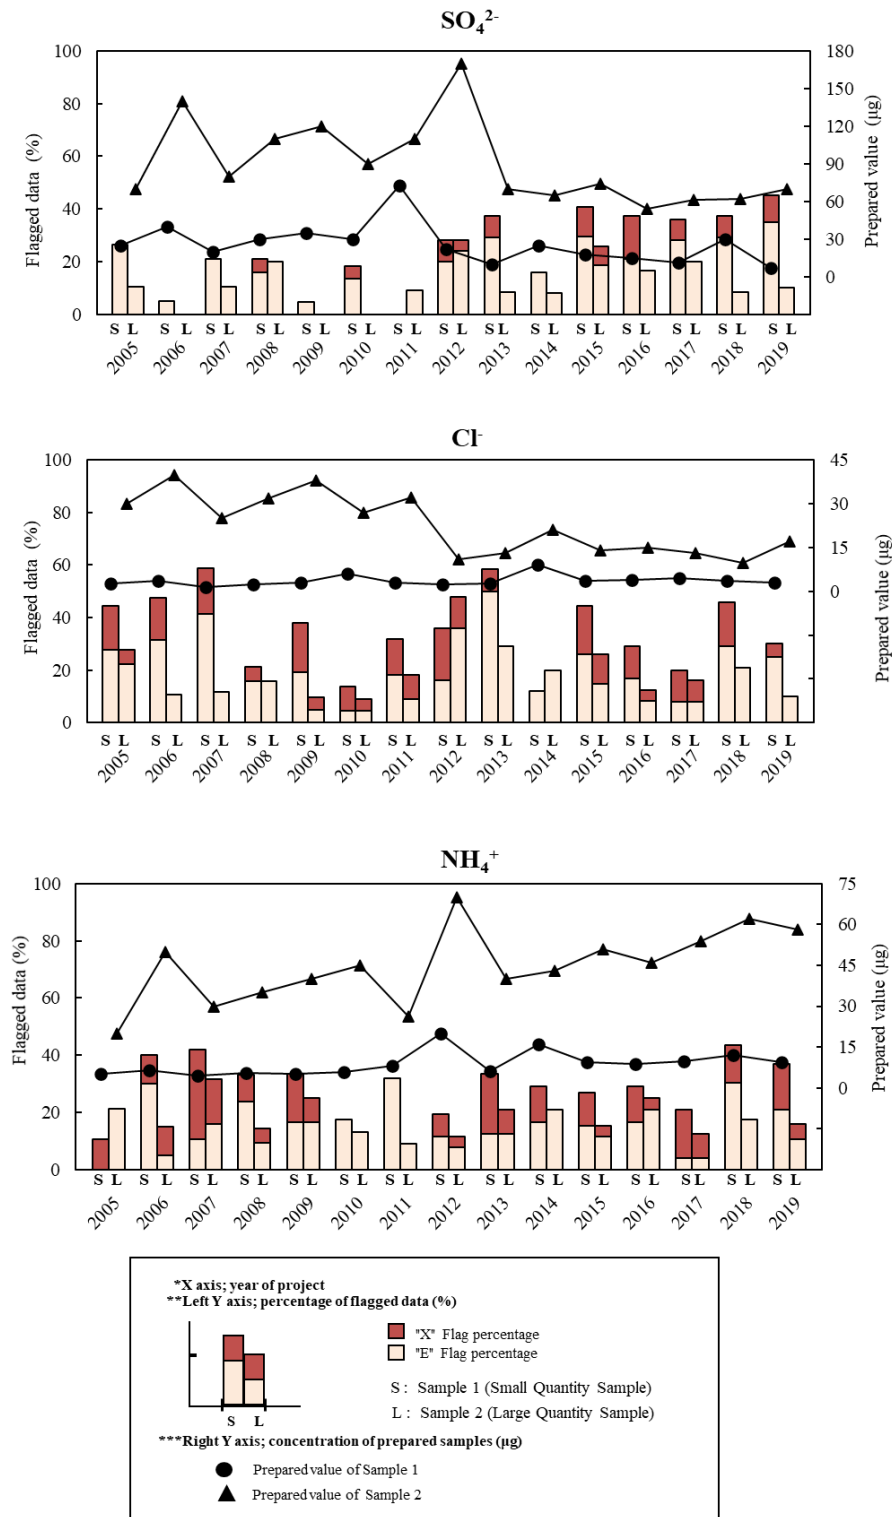 SO₄²⁻
100
80
60
40
20
0
Flagged data (%)
180
150
120
90
60
30
0
Prepared value (µg)
S L S L S L S L S L S L S L S L S L S L S L S L S L S L S L
2005 2006 2007 2008 2009 2010 2011 2012 2013 2014 2015 2016 2017 2018 2019
Cl⁻
100
80
60
40
20
0
Flagged data (%)
45
30
15
0
Prepared value (µg)
S L S L S L S L S L S L S L S L S L S L S L S L S L S L S L
2005 2006 2007 2008 2009 2010 2011 2012 2013 2014 2015 2016 2017 2018 2019
NH₄⁺
100
80
60
40
20
0
Flagged data (%)
75
60
45
30
15
0
Prepared value (µg)
S L S L S L S L S L S L S L S L S L S L S L S L S L S L S L
2005 2006 2007 2008 2009 2010 2011 2012 2013 2014 2015 2016 2017 2018 2019
*X axis; year of project
**Left Y axis; percentage of flagged data (%)
"X" Flag percentage
"E" Flag percentage
S : Sample 1 (Small Quantity Sample)
L : Sample 2 (Large Quantity Sample)
S L
***Right Y axis; concentration of prepared samples (µg)
Prepared value of Sample 1
Prepared value of Sample 2